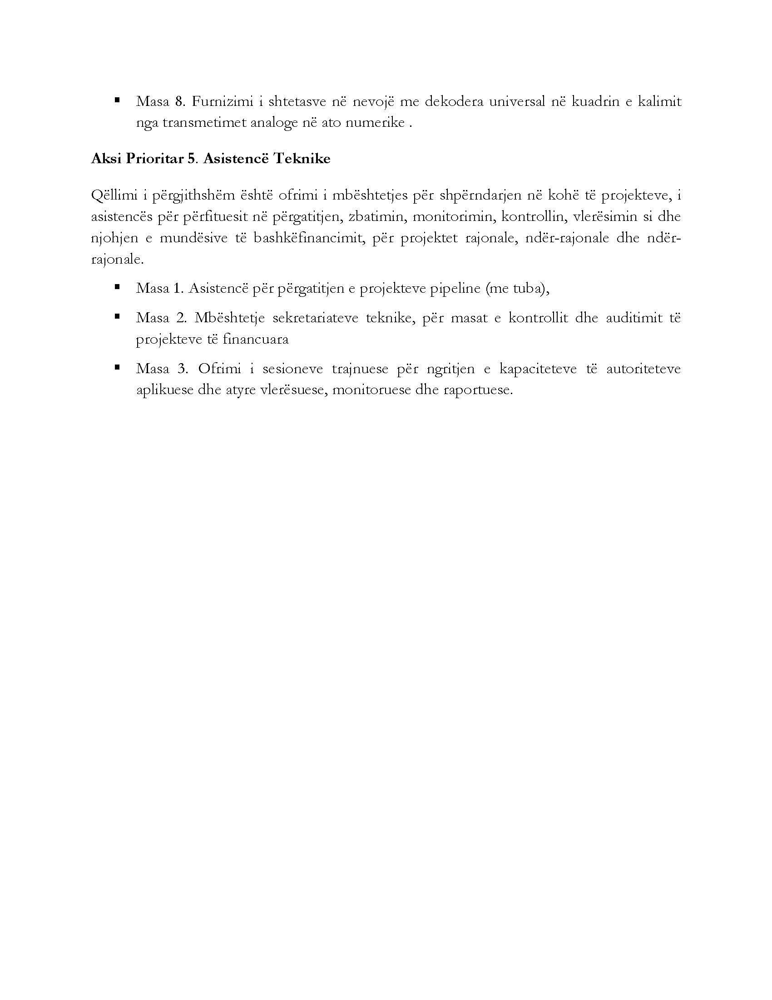 ▪ Masa 8. Furnizimi i shtetasve në nevojë me dekodera universal në kuadrin e kalimit
nga transmetimet analoge në ato numerike .
Aksi Prioritar 5. Asistencë Teknike
Qëllimi i përgjithshëm është ofrimi i mbështetjes për shpërndarjen në kohë të projekteve, i
asistencës për përfituesit në përgatitjen, zbatimin, monitorimin, kontrollin, vlerësimin si dhe
njohjen e mundësive të bashkëfinancimit, për projektet rajonale, ndër-rajonale dhe ndër-
rajonale.
▪ Masa 1. Asistencë për përgatitjen e projekteve pipeline (me tuba),
▪ Masa 2. Mbështetje sekretariateve teknike, për masat e kontrollit dhe auditimit të
projekteve të financuara
▪ Masa 3. Ofrimi i sesioneve trajnuese për ngritjen e kapaciteteve të autoriteteve
aplikuese dhe atyre vlerësuese, monitoruese dhe raportuese.